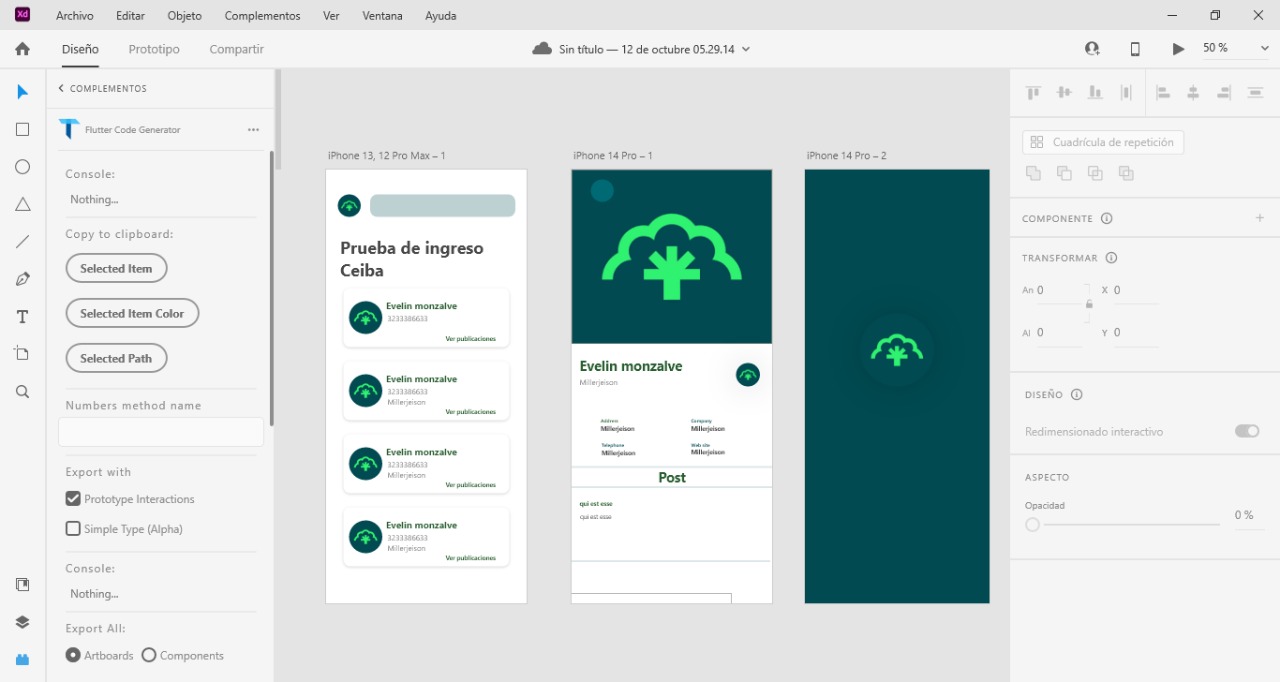 Xd Archivo Editar Objeto Complementos Ver Ventana Ayuda
Diseño Prototipo Compartir Sin título — 12 de octubre 05.29.14 50 %
COMPLEMENTOS
Flutter Code Generator
Console:
Nothing...
Copy to clipboard:
Selected Item
Selected Item Color
Selected Path
Numbers method name
Export with
Prototype Interactions
Simple Type (Alpha)
Console:
Nothing...
Export All:
Artboards Components
iPhone 13, 12 Pro Max – 1
Prueba de ingreso
Ceiba
Evelin monzalve
3233386633
Ver publicaciones
Evelin monzalve
3233386633
Millerjeison
Ver publicaciones
Evelin monzalve
3233386633
Millerjeison
Ver publicaciones
Evelin monzalve
3233386633
Millerjeison
Ver publicaciones
iPhone 14 Pro – 1
Evelin monzalve
Millerjeison
Address Company
Millerjeison Millerjeison
Telephone Web site
Millerjeison Millerjeison
Post
qui est esse
qui est esse
iPhone 14 Pro – 2
Cuadrícula de repetición
COMPONENTE
TRANSFORMAR
An 0 X 0
Al 0 Y 0
DISEÑO
Redimensionado interactivo
ASPECTO
Opacidad
0 %